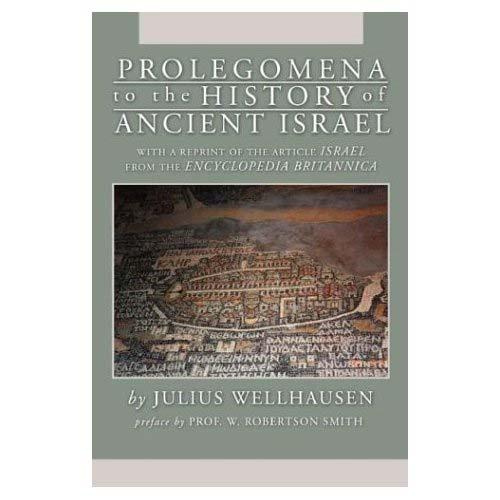 PROLEGOMENA
to the HISTORY of
ANCIENT ISRAEL
WITH A REPRINT OF THE ARTICLE ISRAEL
FROM THE ENCYCLOPEDIA BRITANNICA
by JULIUS WELLHAUSEN
preface by PROF. W. ROBERTSON SMITH